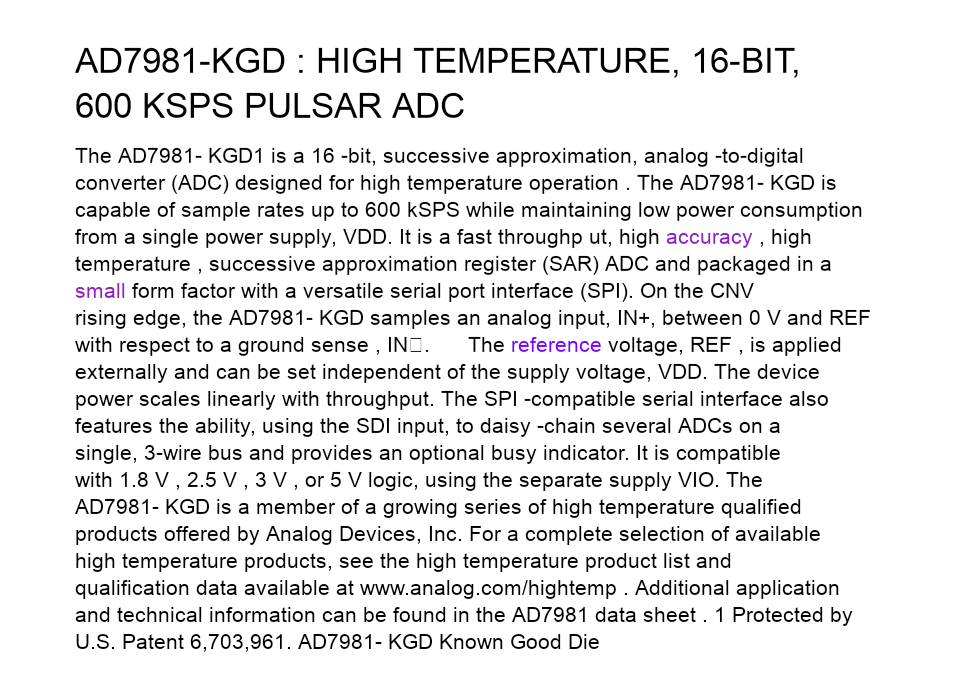 AD7981-KGD : HIGH TEMPERATURE, 16-BIT,
600 KSPS PULSAR ADC
The AD7981- KGD1 is a 16 -bit, successive approximation, analog -to-digital
converter (ADC) designed for high temperature operation . The AD7981- KGD is
capable of sample rates up to 600 kSPS while maintaining low power consumption
from a single power supply, VDD. It is a fast throughp ut, high accuracy , high
temperature , successive approximation register (SAR) ADC and packaged in a
small form factor with a versatile serial port interface (SPI). On the CNV
rising edge, the AD7981- KGD samples an analog input, IN+, between 0 V and REF
with respect to a ground sense , IN□. The reference voltage, REF , is applied
externally and can be set independent of the supply voltage, VDD. The device
power scales linearly with throughput. The SPI -compatible serial interface also
features the ability, using the SDI input, to daisy -chain several ADCs on a
single, 3-wire bus and provides an optional busy indicator. It is compatible
with 1.8 V , 2.5 V , 3 V , or 5 V logic, using the separate supply VIO. The
AD7981- KGD is a member of a growing series of high temperature qualified
products offered by Analog Devices, Inc. For a complete selection of available
high temperature products, see the high temperature product list and
qualification data available at www.analog.com/hightemp . Additional application
and technical information can be found in the AD7981 data sheet . 1 Protected by
U.S. Patent 6,703,961. AD7981- KGD Known Good Die